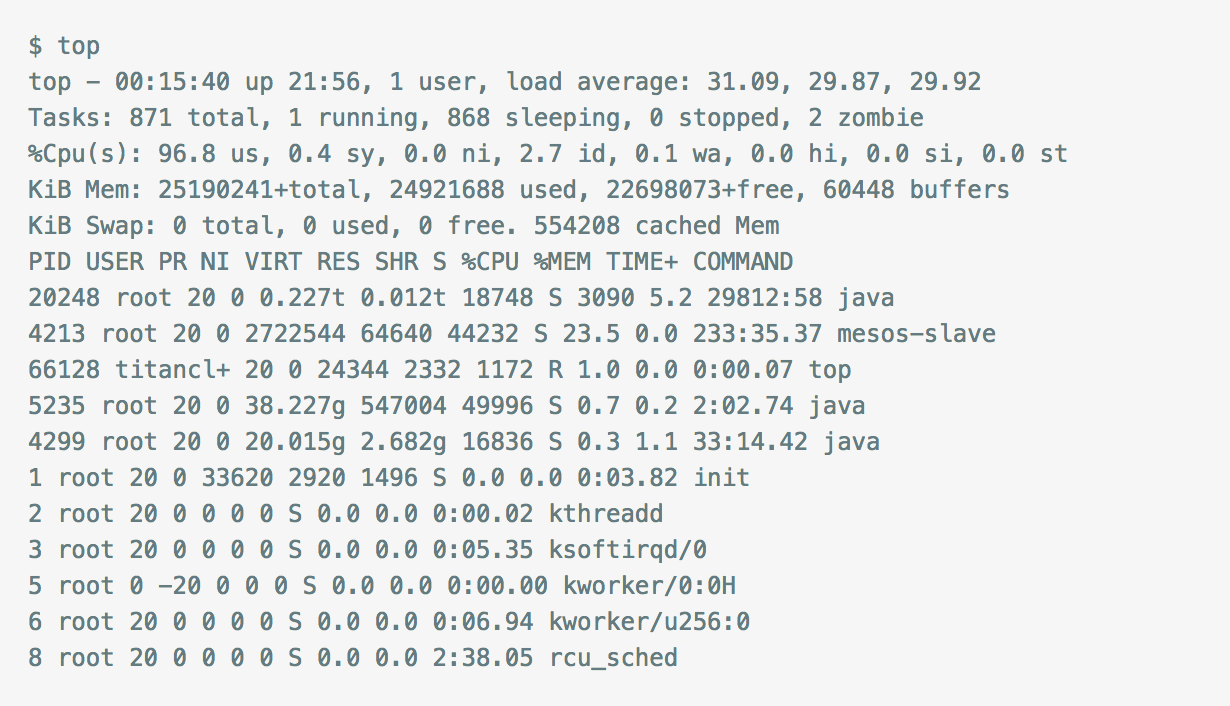 $ top
top – 00:15:40 up 21:56, 1 user, load average: 31.09, 29.87, 29.92
Tasks: 871 total, 1 running, 868 sleeping, 0 stopped, 2 zombie
%Cpu(s): 96.8 us, 0.4 sy, 0.0 ni, 2.7 id, 0.1 wa, 0.0 hi, 0.0 si, 0.0 st
KiB Mem: 25190241+total, 24921688 used, 22698073+free, 60448 buffers
KiB Swap: 0 total, 0 used, 0 free. 554208 cached Mem
PID USER PR NI VIRT RES SHR S %CPU %MEM TIME+ COMMAND
20248 root 20 0 0.227t 0.012t 18748 S 3090 5.2 29812:58 java
4213 root 20 0 2722544 64640 44232 S 23.5 0.0 233:35.37 mesos-slave
66128 titancl+ 20 0 24344 2332 1172 R 1.0 0.0 0:00.07 top
5235 root 20 0 38.227g 547004 49996 S 0.7 0.2 2:02.74 java
4299 root 20 0 20.015g 2.682g 16836 S 0.3 1.1 33:14.42 java
1 root 20 0 33620 2920 1496 S 0.0 0.0 0:03.82 init
2 root 20 0 0 0 0 S 0.0 0.0 0:00.02 kthreadd
3 root 20 0 0 0 0 S 0.0 0.0 0:05.35 ksoftirqd/0
5 root 0 -20 0 0 0 S 0.0 0.0 0:00.00 kworker/0:0H
6 root 20 0 0 0 0 S 0.0 0.0 0:06.94 kworker/u256:0
8 root 20 0 0 0 0 S 0.0 0.0 2:38.05 rcu_sched